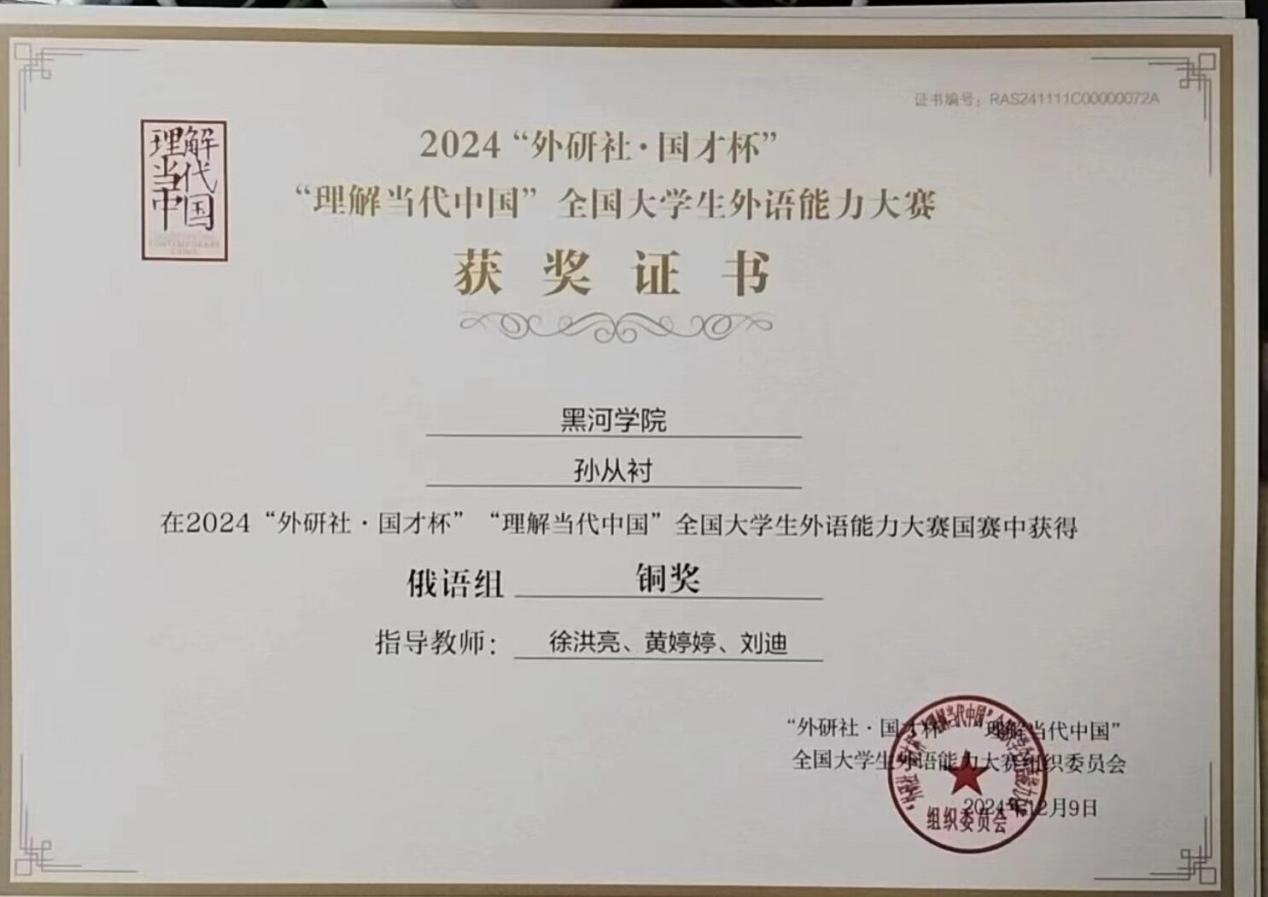 证书编号：RAS241111C00000072A
理解
当代
中国
CONTEMPORARY
CHINA
2024“外研社·国才杯”
“理解当代中国”全国大学生外语能力大赛
获奖证书
黑河学院
孙从衬
在2024“外研社·国才杯”“理解当代中国”全国大学生外语能力大赛国赛中获得
俄语组 铜奖
指导教师： 徐洪亮、黄婷婷、刘迪
“外研社·国才杯”“理解当代中国”
全国大学生外语能力大赛组织委员会
2024年12月9日
组织委员会